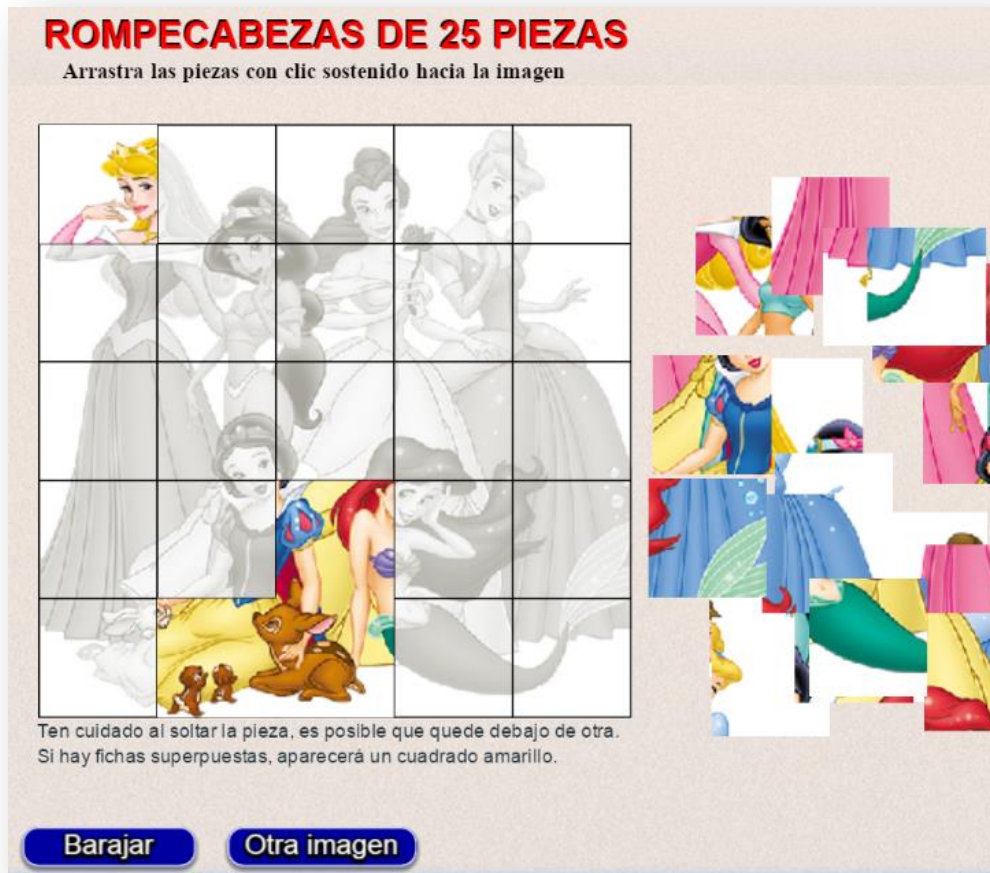 ROMPECABEZAS DE 25 PIEZAS
Arrastra las piezas con clic sostenido hacia la imagen
Ten cuidado al soltar la pieza, es posible que quede debajo de otra.
Si hay fichas superpuestas, aparecerá un cuadrado amarillo.
Barajar
Otra imagen